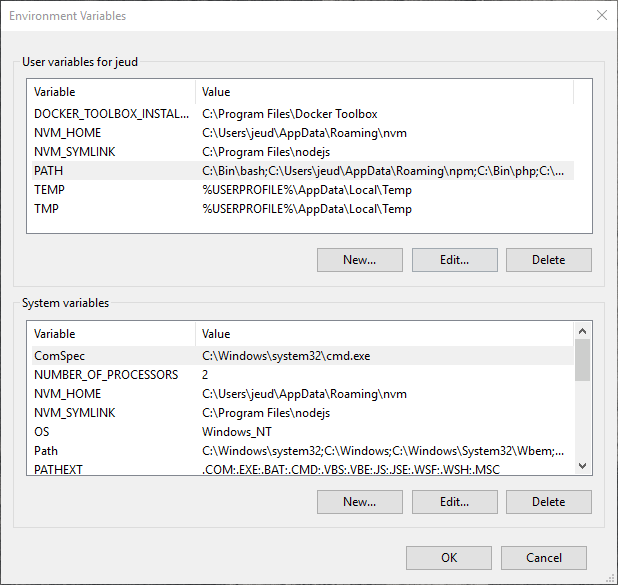 Environment Variables
User variables for jeud
Variable Value
DOCKER_TOOLBOX_INSTAL... C:\Program Files\Docker Toolbox
NVM_HOME C:\Users\jeud\AppData\Roaming\nvm
NVM_SYMLINK C:\Program Files\nodejs
PATH C:\Bin\bash;C:\Users\jeud\AppData\Roaming\npm;C:\Bin\php;C:\...
TEMP %USERPROFILE%\AppData\Local\Temp
TMP %USERPROFILE%\AppData\Local\Temp
New... Edit... Delete
System variables
Variable Value
ComSpec C:\Windows\system32\cmd.exe
NUMBER_OF_PROCESSORS 2
NVM_HOME C:\Users\jeud\AppData\Roaming\nvm
NVM_SYMLINK C:\Program Files\nodejs
OS Windows_NT
Path C:\Windows\system32;C:\Windows;C:\Windows\System32\Wbem;...
PATHEXT .COM;.EXE;.BAT;.CMD;.VBS;.VBE;.JS;.JSE;.WSF;.WSH;.MSC
New... Edit... Delete
OK Cancel